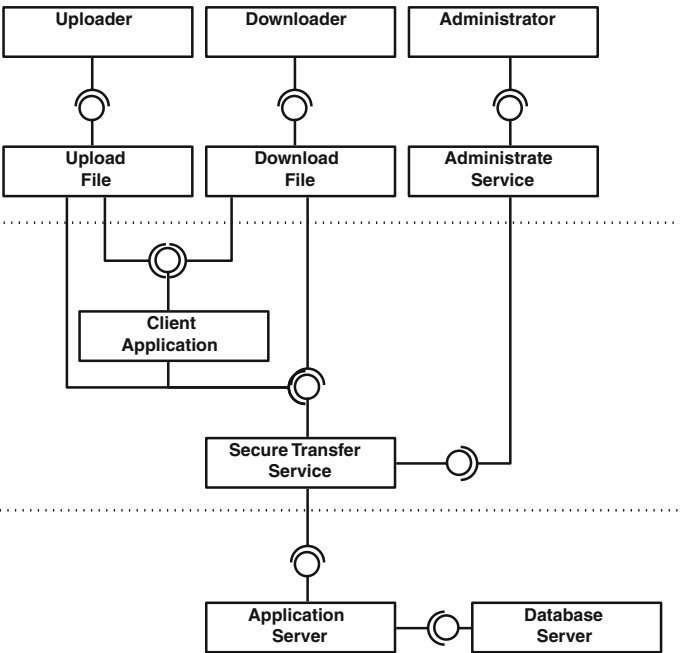 Uploader
Downloader
Administrator
Upload
File
Download
File
Administrate
Service
Client
Application
Secure Transfer
Service
Application
Server
Database
Server